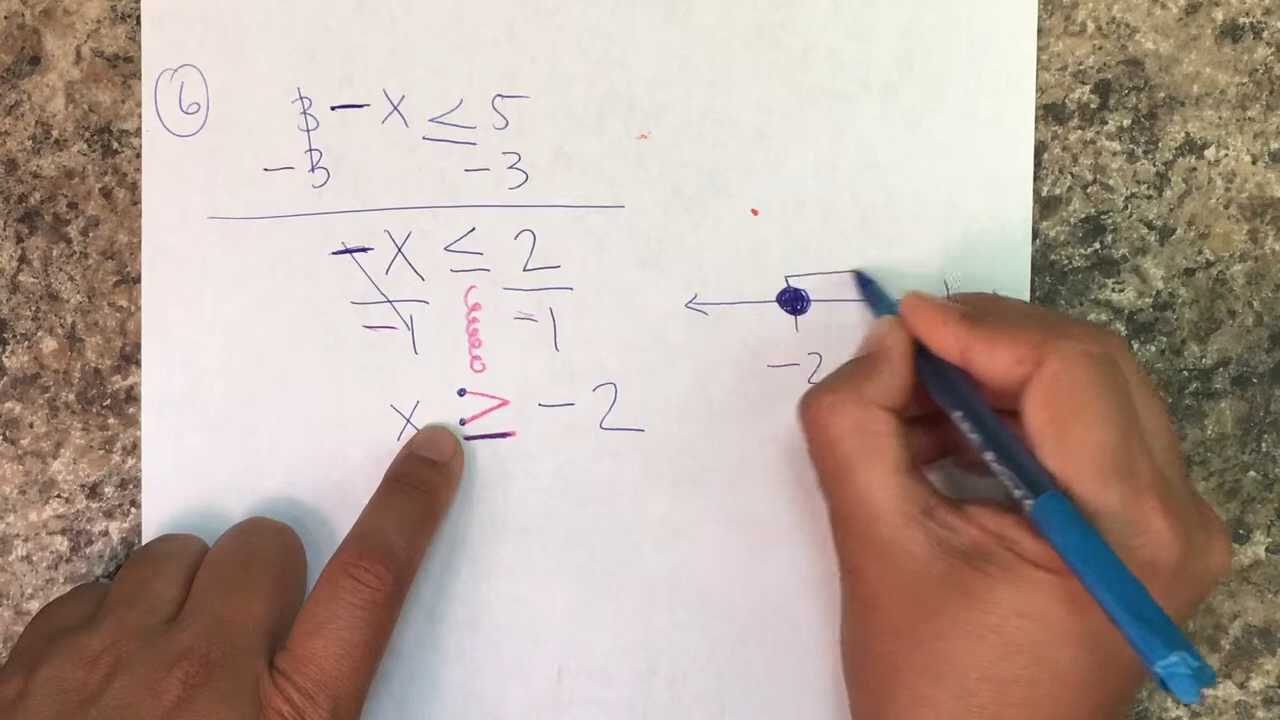 6
3 - x ≤ 5
-3 -3
-x ≤ 2
-1 -1
x ≥ -2
-2